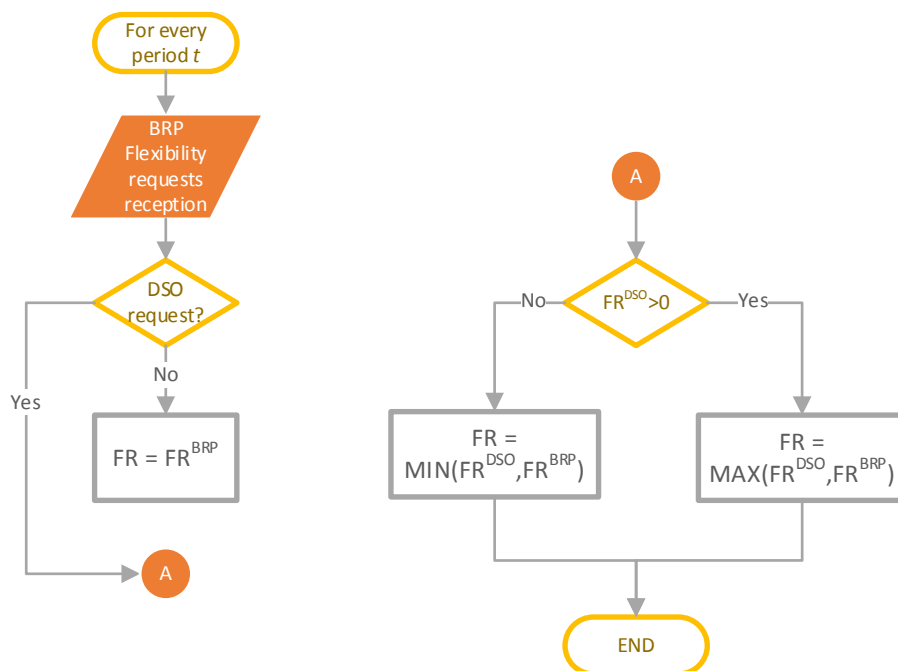 For every
period t
BRP
Flexibility
requests
reception
DSO
request?
No
Yes
FR = FR^BRP
A
A
FR^DSO>0
No
Yes
FR =
MIN(FR^DSO,FR^BRP)
FR =
MAX(FR^DSO,FR^BRP)
END